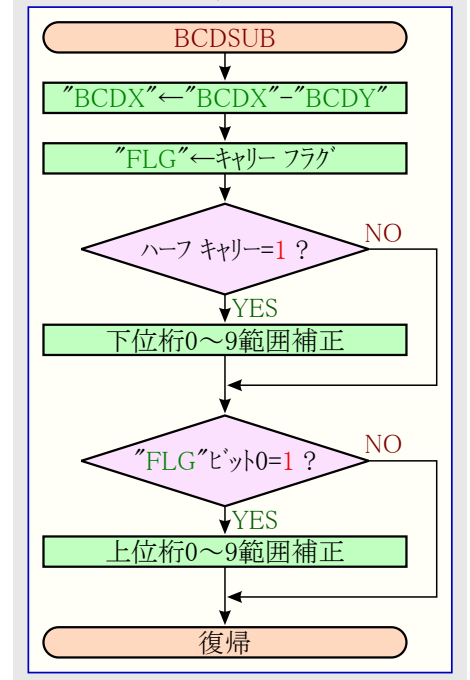 BCDSUB
"BCDX"←"BCDX"-"BCDY"
"FLG"←キャリー フラグ
ハーフ キャリー=1 ?
NO
YES
下位桁0～9範囲補正
"FLG"ビット0=1 ?
NO
YES
上位桁0～9範囲補正
復帰